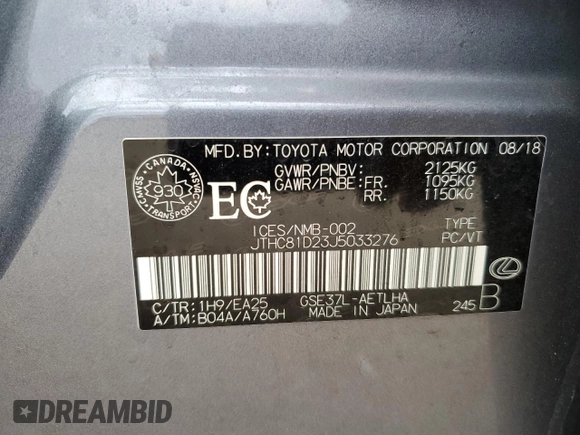 MFD.BY: TOYOTA MOTOR CORPORATION 08/18
GVWR/PNBV: 2125KG
GAWR/PNBE: FR. 1095KG
RR. 1150KG
CANADA
CMVSS NSVAC
930
TRANSPORT
EC
ICES/NMB-002 TYPE
JTHC81D23J5033276 PC/VT
C/TR: 1H9/EA25 GSE37L-AETLHA 245 B
A/TM: B04A/A760H MADE IN JAPAN
DREAMBID